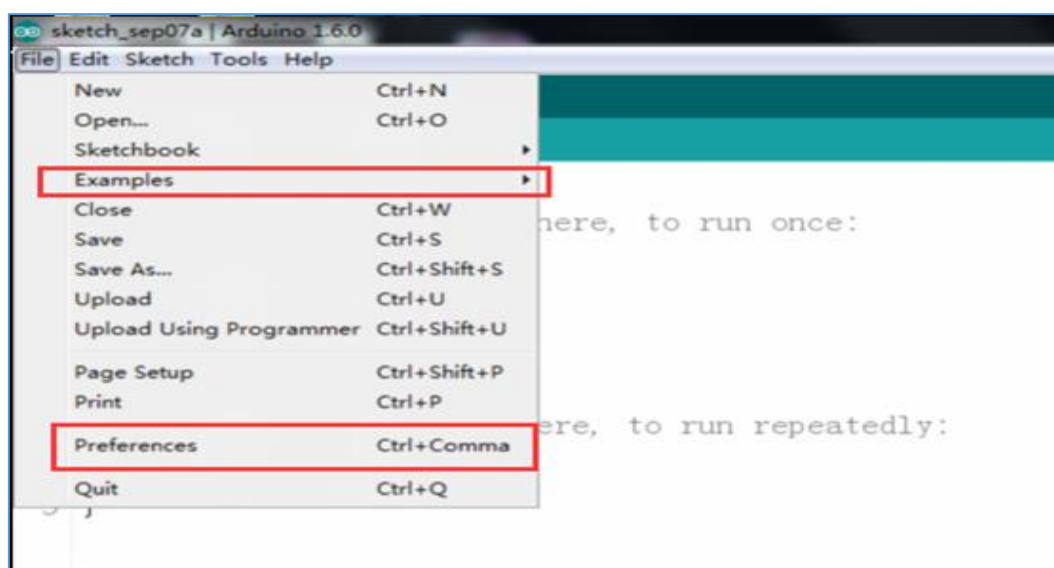 sketch_sep07a | Arduino 1.6.0
File Edit Sketch Tools Help
New Ctrl+N
Open... Ctrl+O
Sketchbook
Examples
Close Ctrl+W
here, to run once:
Save Ctrl+S
Save As... Ctrl+Shift+S
Upload Ctrl+U
Upload Using Programmer Ctrl+Shift+U
Page Setup Ctrl+Shift+P
Print Ctrl+P
ere, to run repeatedly:
Preferences Ctrl+Comma
Quit Ctrl+Q
}